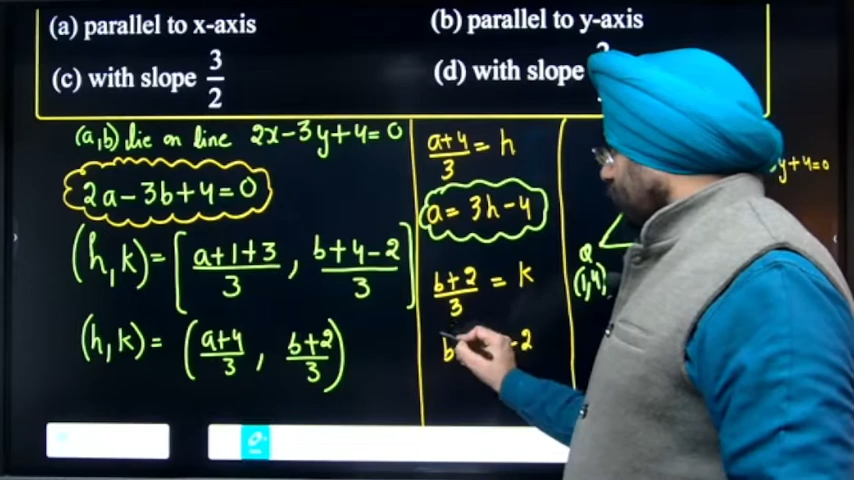 (a) parallel to x-axis
(b) parallel to y-axis
(c) with slope 3/2
(d) with slope
(a,b) lie on line 2x-3y+4=0
2a-3b+4=0
(h,k)=[(a+1+3)/3, (b+4-2)/3]
(h,k)=((a+4)/3, (b+2)/3)
(a+4)/3=h
a=3h-4
(b+2)/3=k
b -2
y+4=0
Q
(1,4)